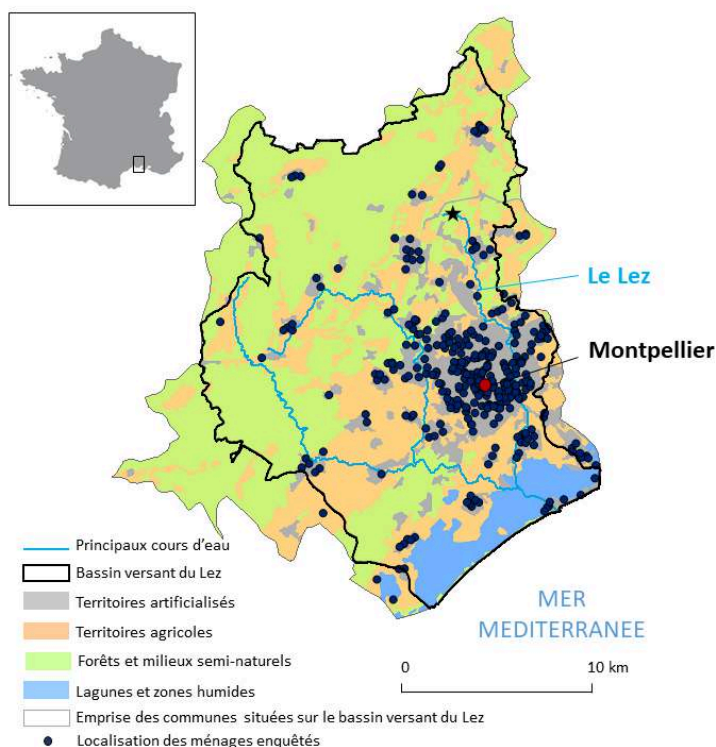 Le Lez
Montpellier
Principaux cours d'eau
Bassin versant du Lez
Territoires artificialisés
Territoires agricoles
Forêts et milieux semi-naturels
Lagunes et zones humides
Emprise des communes situées sur le bassin versant du Lez
Localisation des ménages enquêtés
MER
MEDITERRANEE
0 10 km